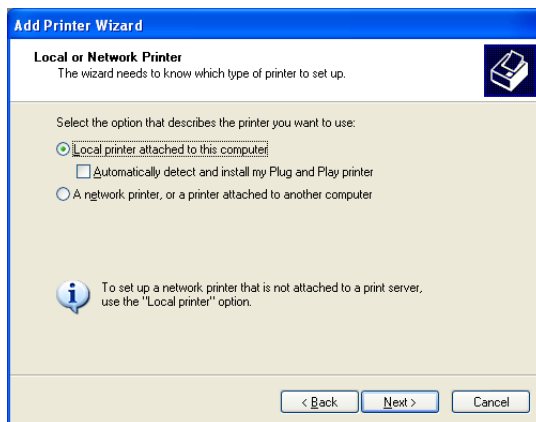 Add Printer Wizard
Local or Network Printer
The wizard needs to know which type of printer to set up.
Select the option that describes the printer you want to use:
Local printer attached to this computer
Automatically detect and install my Plug and Play printer
A network printer, or a printer attached to another computer
To set up a network printer that is not attached to a print server,
use the "Local printer" option.
< Back
Next >
Cancel